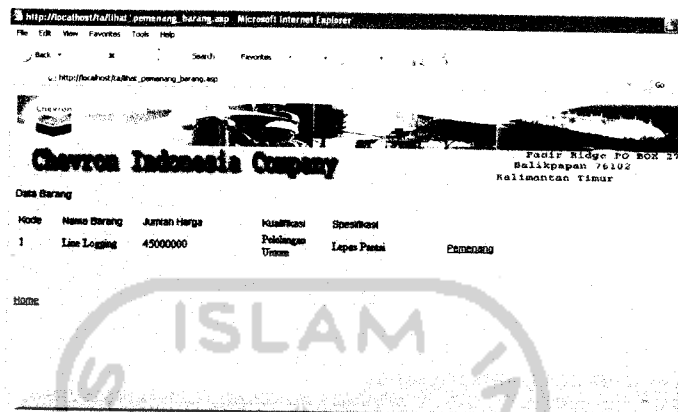 http://localhost/ta/lihat_pemenang_barang.asp Microsoft Internet Explorer
File Edit View Favorites Tools Help
Back Search Favorites
http://localhost/ta/lihat_pemenang_barang.asp Go
Chevron
Chevron Indonesia Company
Pasir Ridge PO BOX 27
Balikpapan 76102
Kalimantan Timur
Data Barang
Kode Nama Barang Jumlah Harga Kualifikasi Spesifikasi
1 Line Logging 45000000 Pelelangan Umum Lepas Pantai Pemenang
Home
ISLAM